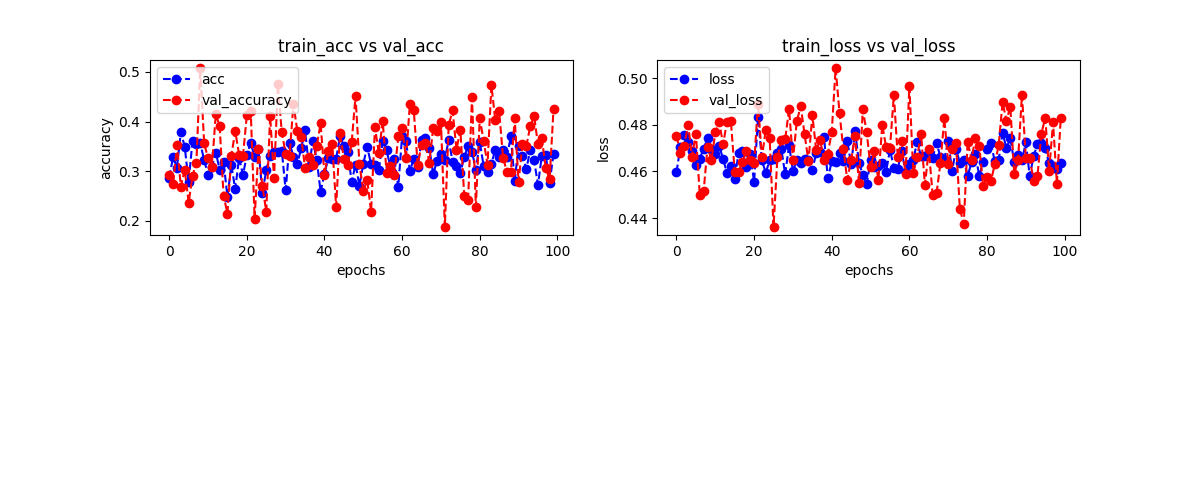 train_acc vs val_acc
acc
val_accuracy
accuracy
0.5
0.4
0.3
0.2
0 20 40 60 80 100
epochs
train_loss vs val_loss
loss
val_loss
loss
0.50
0.48
0.46
0.44
0 20 40 60 80 100
epochs